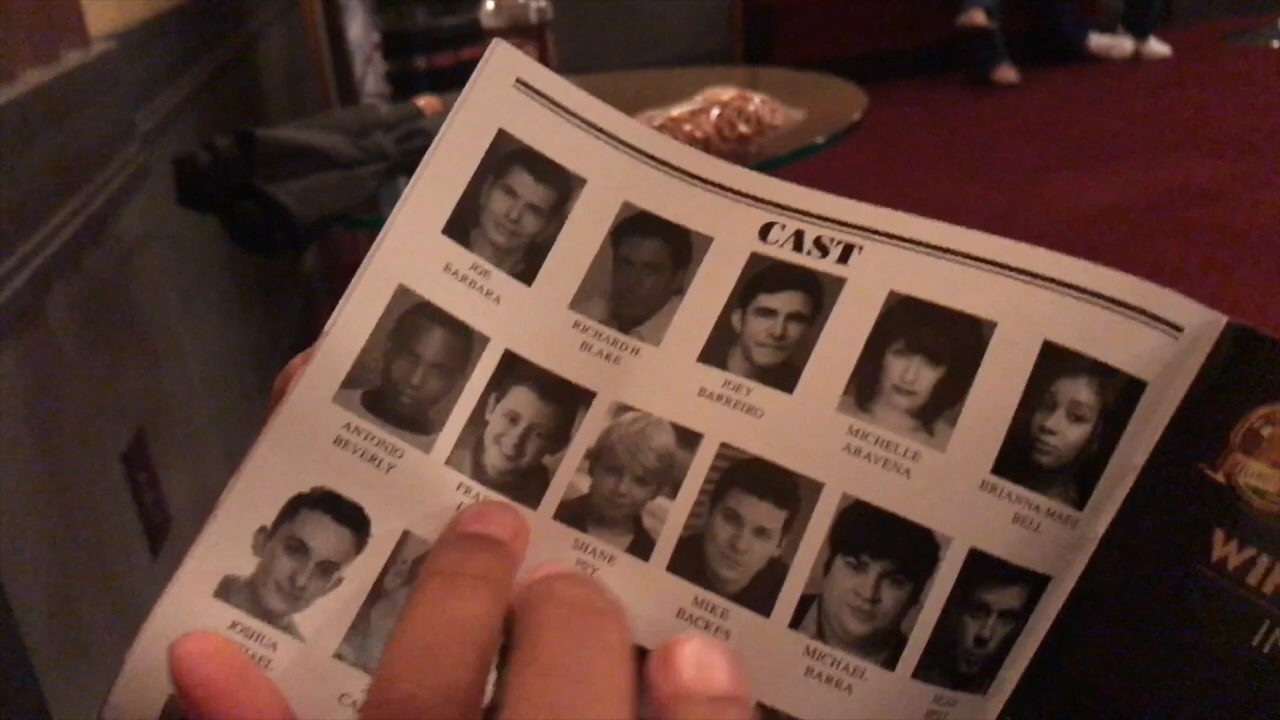 CAST
JOE
BARBARA
RICHARD H.
BLAKE
JOEY
BARREIRO
MICHELLE
ARAVENA
BRIANNA-MARIE
BELL
ANTONIO
BEVERLY
SHANE
MIKE
BACKES
MICHAEL
BARRA
JOSHUA